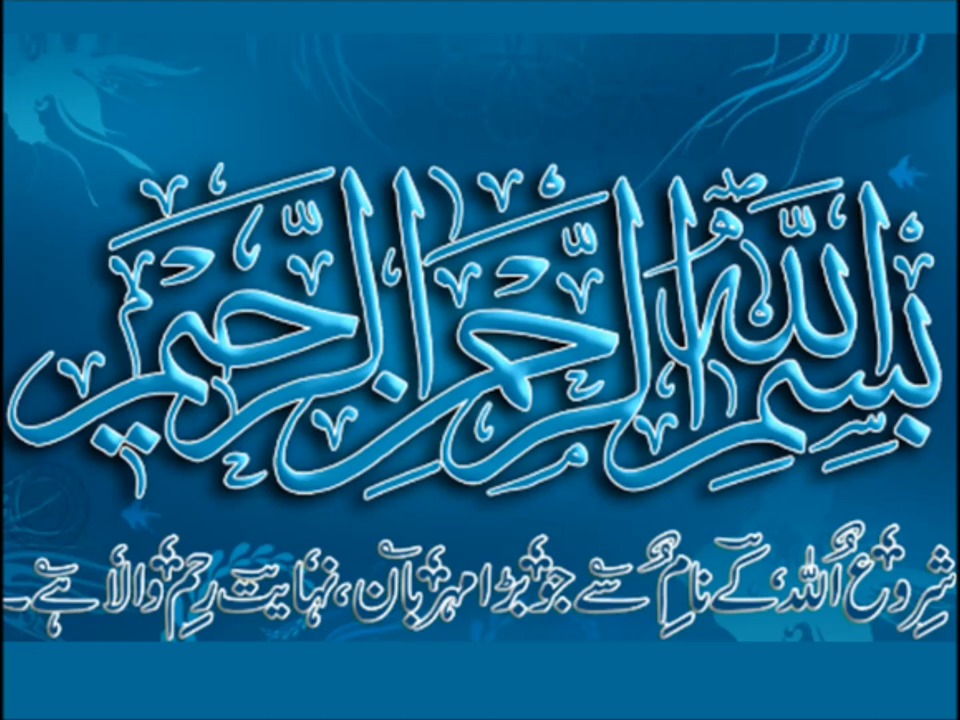 بِسْمِ اللّٰهِ الرَّحْمٰنِ الرَّحِيْمِ
شروع اللہ کے نام سے جو بڑا مہربان، نہایت رحم والا ہے۔